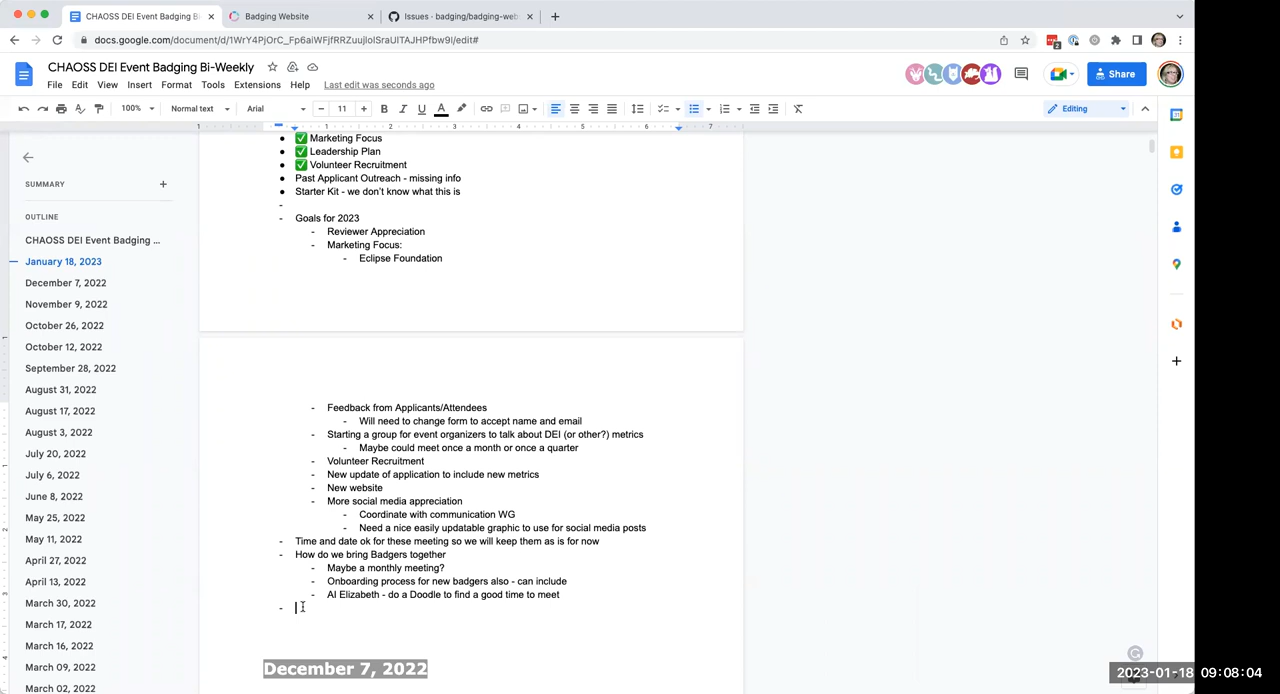 CHAOSS DEI Event Badging Bi
Badging Website
Issues · badging/badging-web
docs.google.com/document/d/1WrY4PjOrC_Fp6aiWFjfRRZuujlolSraUlTAJHPfbw9I/edit#
2
CHAOSS DEI Event Badging Bi-Weekly
File Edit View Insert Format Tools Extensions Help Last edit was seconds ago
Share
100% Normal text Arial 11 B I U A Editing
1 1 2 3 4 5 6 7
SUMMARY
OUTLINE
CHAOSS DEI Event Badging ...
January 18, 2023
December 7, 2022
November 9, 2022
October 26, 2022
October 12, 2022
September 28, 2022
August 31, 2022
August 17, 2022
August 3, 2022
July 20, 2022
July 6, 2022
June 8, 2022
May 25, 2022
May 11, 2022
April 27, 2022
April 13, 2022
March 30, 2022
March 17, 2022
March 16, 2022
March 09, 2022
March 02, 2022
● ✅ Marketing Focus
● ✅ Leadership Plan
● ✅ Volunteer Recruitment
● Past Applicant Outreach - missing info
● Starter Kit - we don't know what this is
-
- Goals for 2023
- Reviewer Appreciation
- Marketing Focus:
- Eclipse Foundation
- Feedback from Applicants/Attendees
- Will need to change form to accept name and email
- Starting a group for event organizers to talk about DEI (or other?) metrics
- Maybe could meet once a month or once a quarter
- Volunteer Recruitment
- New update of application to include new metrics
- New website
- More social media appreciation
- Coordinate with communication WG
- Need a nice easily updatable graphic to use for social media posts
- Time and date ok for these meeting so we will keep them as is for now
- How do we bring Badgers together
- Maybe a monthly meeting?
- Onboarding process for new badgers also - can include
- AI Elizabeth - do a Doodle to find a good time to meet
-
December 7, 2022
2023-01-18 09:08:04